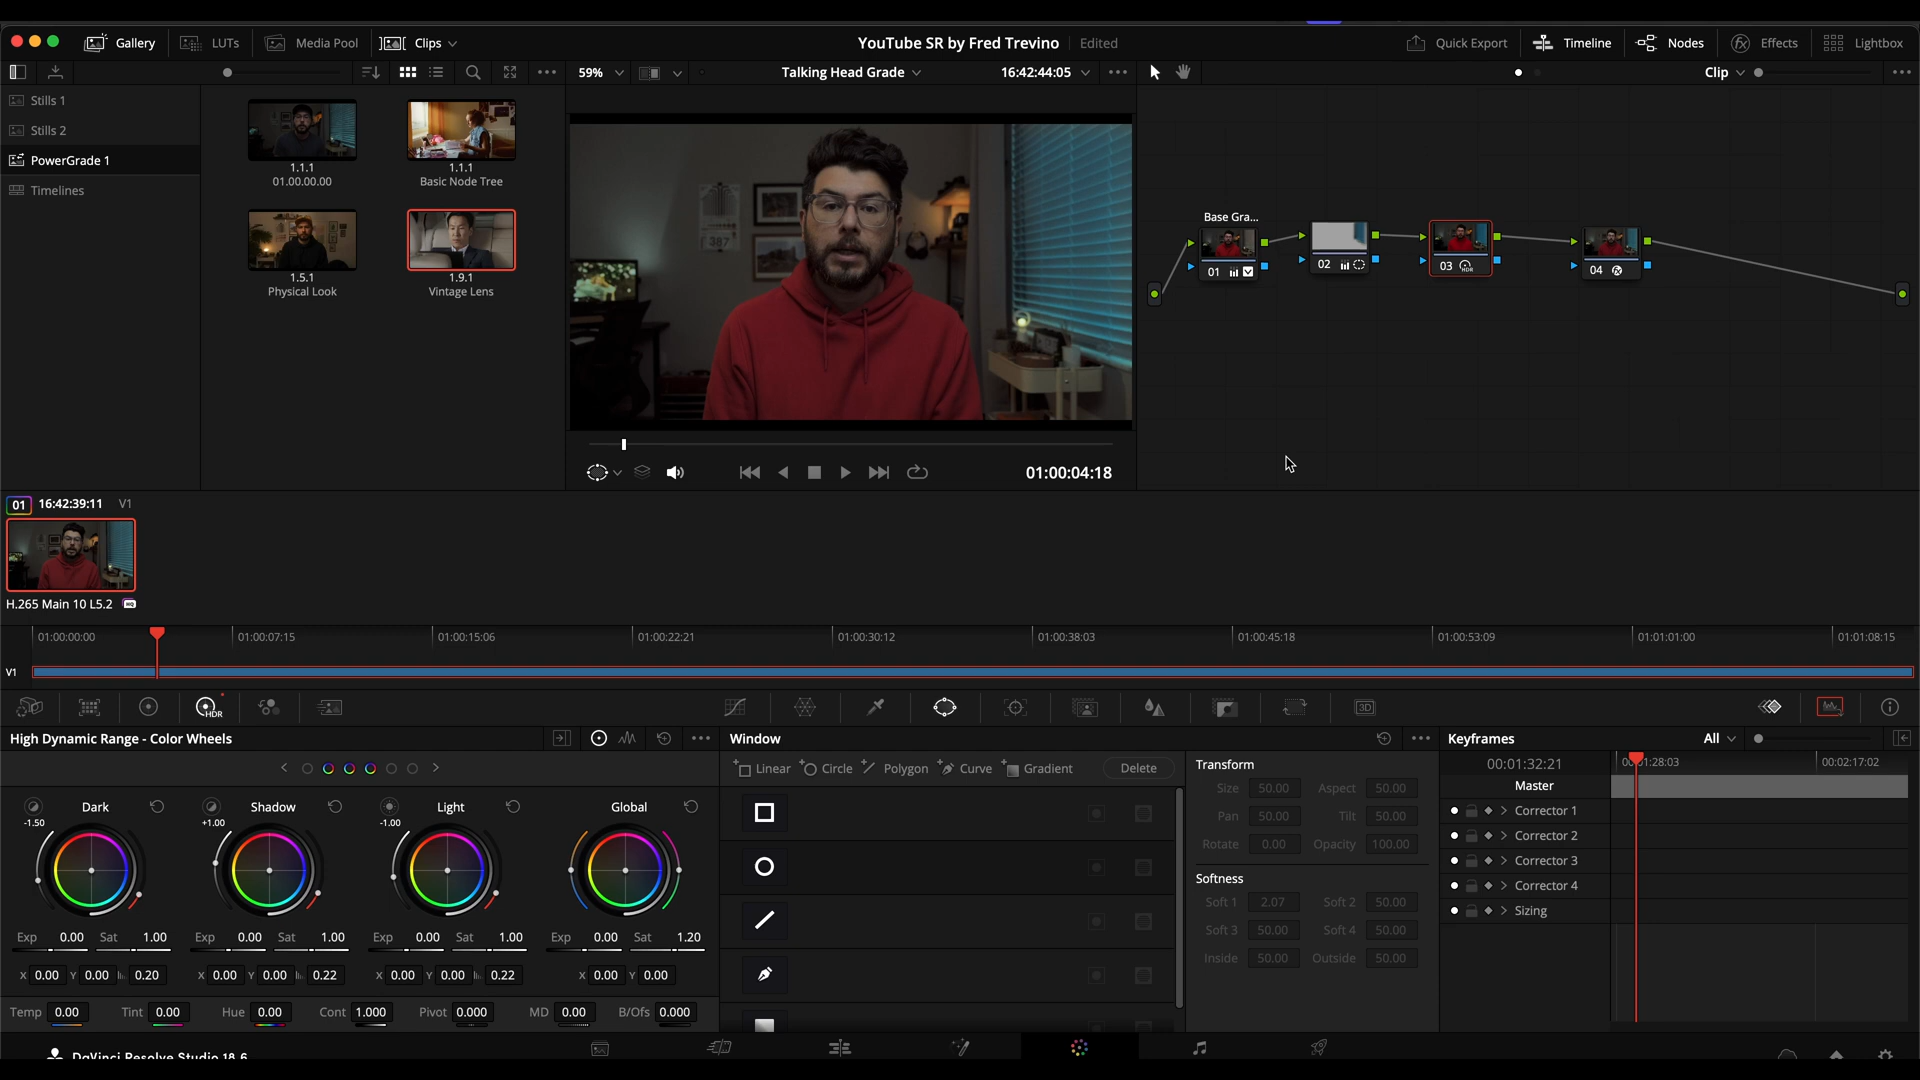 Gallery LUTs Media Pool Clips YouTube SR by Fred Trevino Edited Quick Export Timeline Nodes Effects Lightbox
59% Talking Head Grade 16:42:44:05 Clip
Stills 1
Stills 2
PowerGrade 1
Timelines
1.1.1
01.00.00.00
1.1.1
Basic Node Tree
1.5.1
Physical Look
1.9.1
Vintage Lens
387
Base Gra...
01
02
03 HDR
04
01:00:04:18
01 16:42:39:11 V1
H.265 Main 10 L5.2 HQ
01:00:00:00 01:00:07:15 01:00:15:06 01:00:22:21 01:00:30:12 01:00:38:03 01:00:45:18 01:00:53:09 01:01:01:00 01:01:08:15
V1
HDR 3D
High Dynamic Range - Color Wheels
Dark Shadow Light Global
-1.50 +1.00 -1.00
Exp 0.00 Sat 1.00 Exp 0.00 Sat 1.00 Exp 0.00 Sat 1.00 Exp 0.00 Sat 1.20
X 0.00 Y 0.00 0.20 X 0.00 Y 0.00 0.22 X 0.00 Y 0.00 0.22 X 0.00 Y 0.00
Temp 0.00 Tint 0.00 Hue 0.00 Cont 1.000 Pivot 0.000 MD 0.00 B/Ofs 0.000
Window
Linear Circle Polygon Curve Gradient Delete
Transform
Size 50.00 Aspect 50.00
Pan 50.00 Tilt 50.00
Rotate 0.00 Opacity 100.00
Softness
Soft 1 2.07 Soft 2 50.00
Soft 3 50.00 Soft 4 50.00
Inside 50.00 Outside 50.00
Keyframes All
00:01:32:21 00:01:28:03 00:02:17:02
Master
Corrector 1
Corrector 2
Corrector 3
Corrector 4
Sizing
DaVinci Resolve Studio 18.6